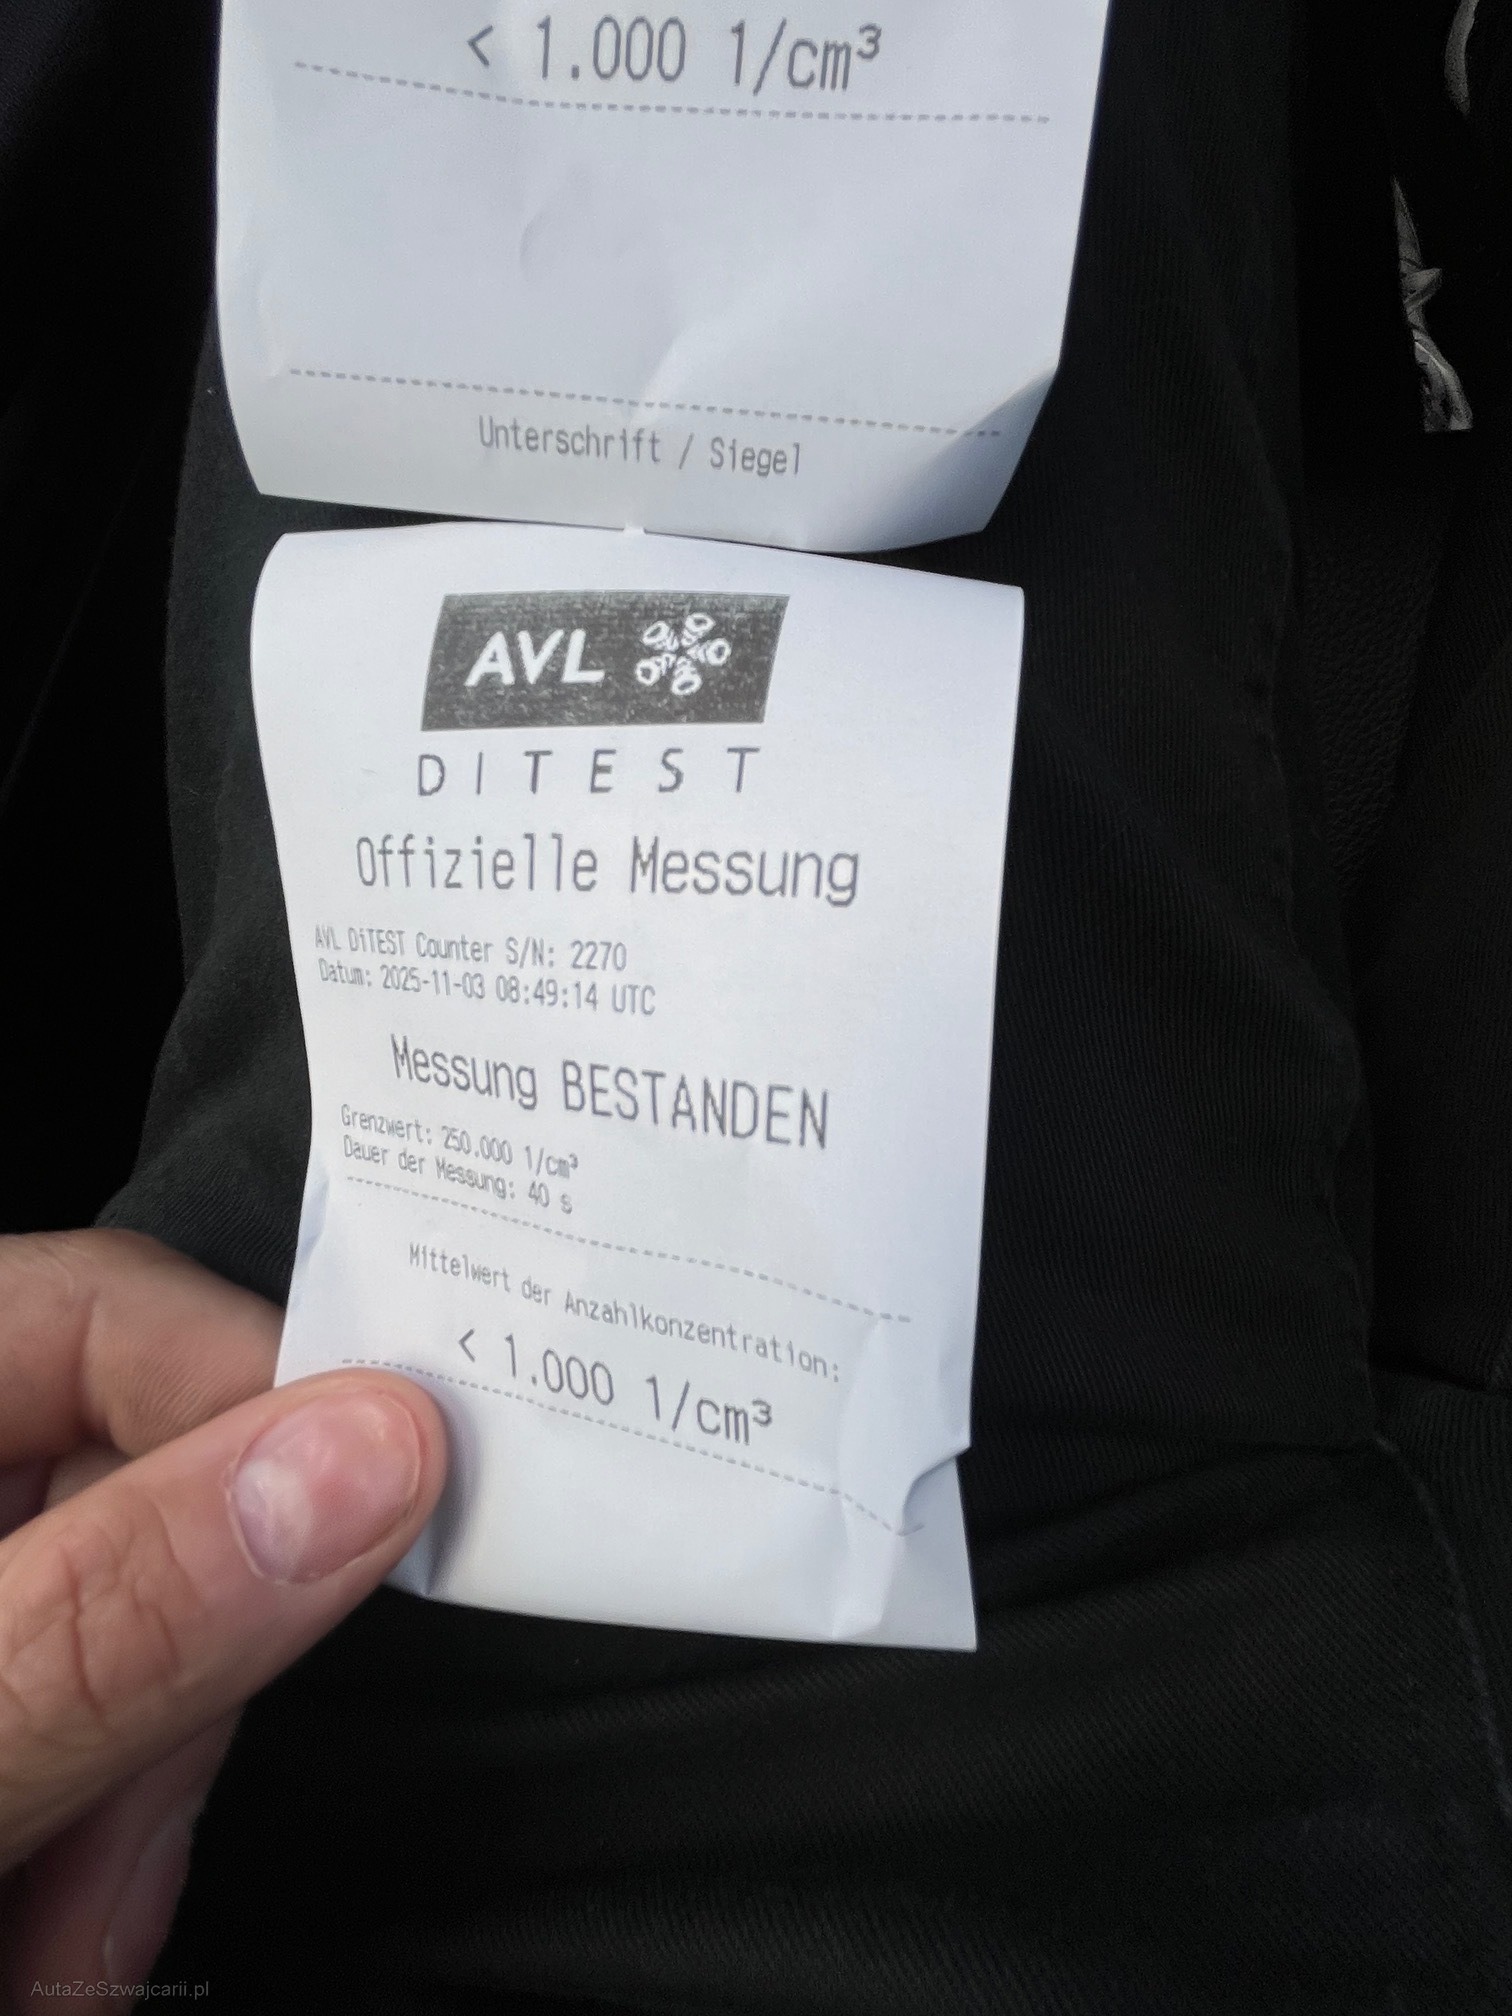 < 1.000 1/cm³
Unterschrift / Siegel
AVL
DITEST
Offizielle Messung
AVL DiTEST Counter S/N: 2270
Datum: 2025-11-03 08:49:14 UTC
Messung BESTANDEN
Grenzwert: 250.000 1/cm³
Dauer der Messung: 40 s
Mittelwert der Anzahlkonzentration:
< 1.000 1/cm³
AutaZeSzwajcarii.pl